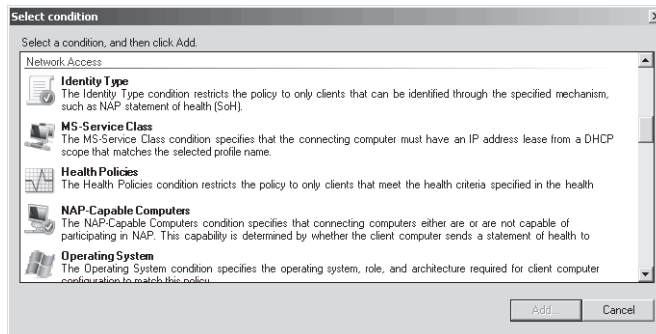 Select condition
Select a condition, and then click Add.
Network Access
Identity Type
The Identity Type condition restricts the policy to only clients that can be identified through the specified mechanism,
such as NAP statement of health (SoH).
MS-Service Class
The MS-Service Class condition specifies that the connecting computer must have an IP address lease from a DHCP
scope that matches the selected profile name.
Health Policies
The Health Policies condition restricts the policy to only clients that meet the health criteria specified in the health
NAP-Capable Computers
The NAP-Capable Computers condition specifies that connecting computers either are or are not capable of
participating in NAP. This capability is determined by whether the client computer sends a statement of health to
Operating System
The Operating System condition specifies the operating system, role, and architecture required for client computer
configuration to match this policy.
Add...
Cancel